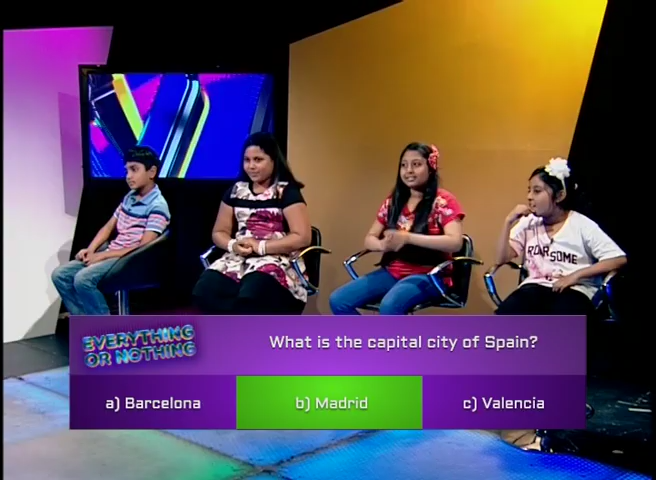 ROARSOME
EVERYTHING
OR NOTHING
What is the capital city of Spain?
a) Barcelona
b) Madrid
c) Valencia